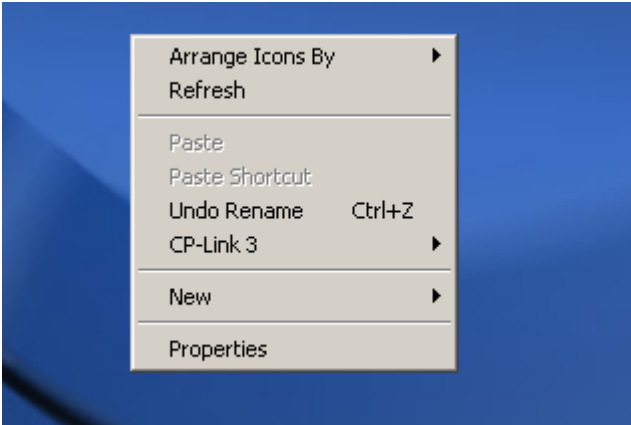 Arrange Icons By
Refresh
Paste
Paste Shortcut
Undo Rename Ctrl+Z
CP-Link 3
New
Properties